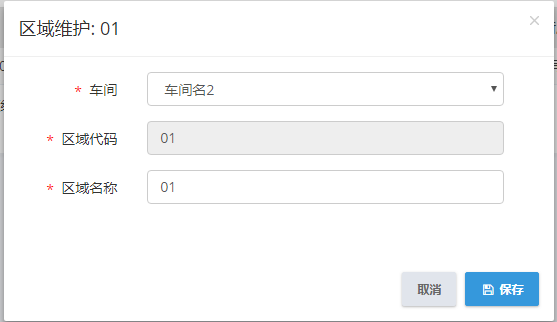 区域维护: 01
×
* 车间
车间名2
* 区域代码
01
* 区域名称
01
取消
保存